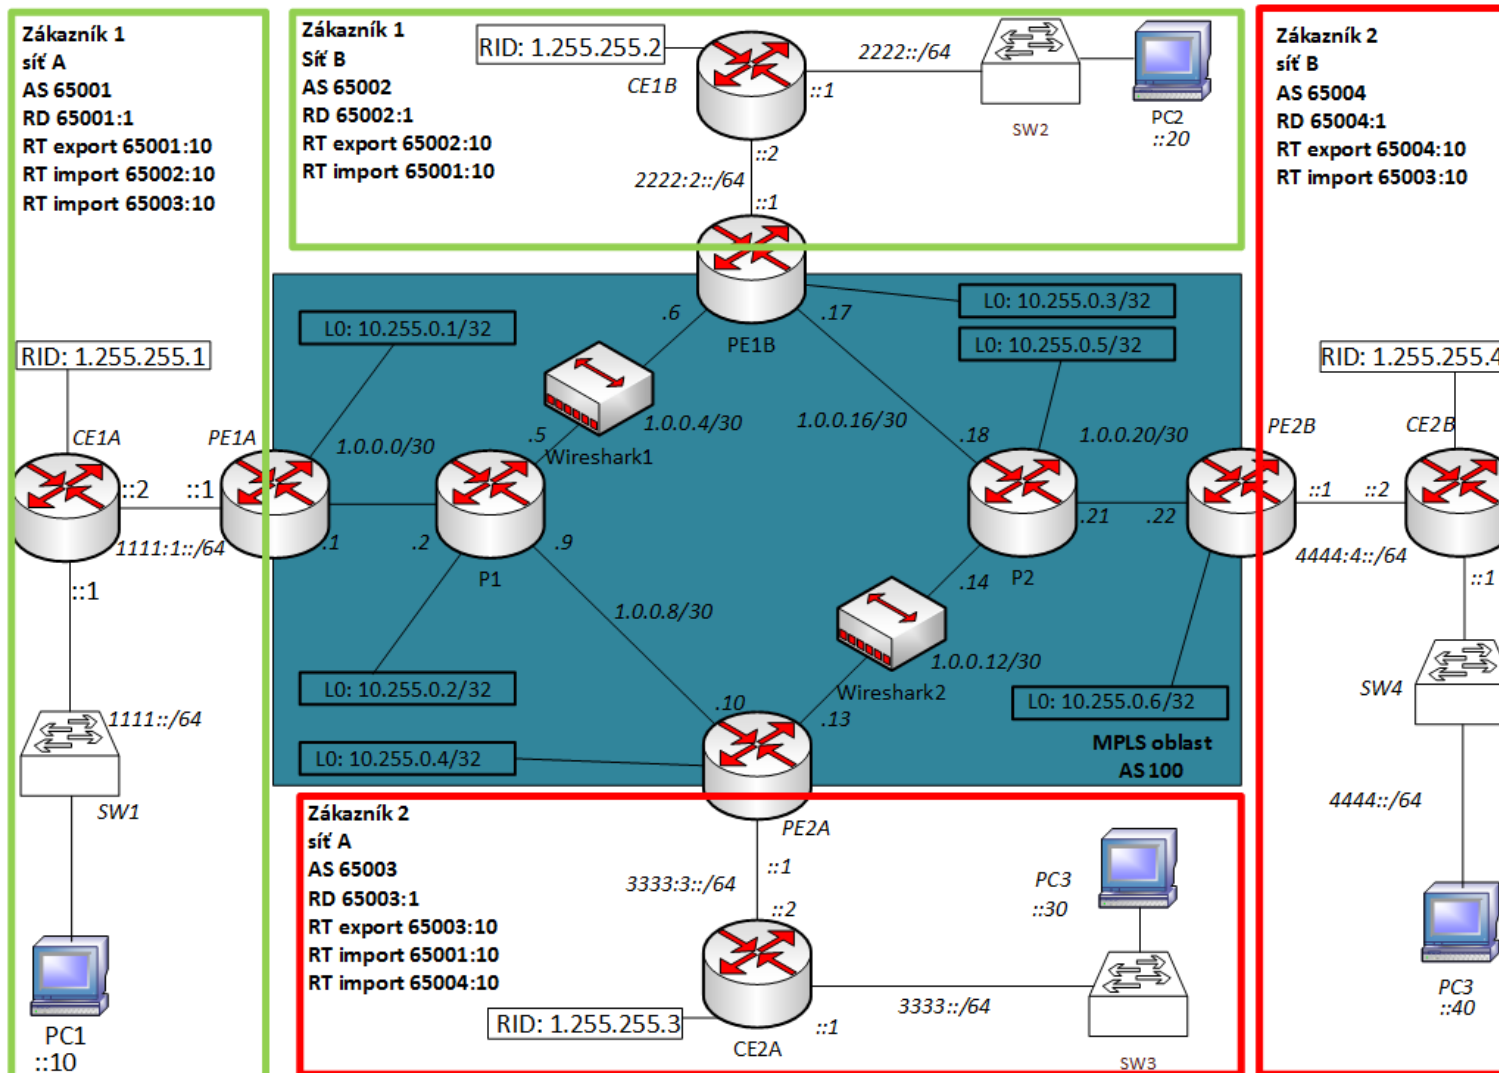 Zákazník 1
síť A
AS 65001
RD 65001:1
RT export 65001:10
RT import 65002:10
RT import 65003:10
Zákazník 1
Síť B
AS 65002
RD 65002:1
RT export 65002:10
RT import 65001:10
RID: 1.255.255.2
CE1B
2222::/64
::1
SW2
PC2
::20
::2
2222:2::/64
::1
Zákazník 2
síť B
AS 65004
RD 65004:1
RT export 65004:10
RT import 65003:10
L0: 10.255.0.1/32
.6
.17
PE1B
L0: 10.255.0.3/32
L0: 10.255.0.5/32
RID: 1.255.255.1
RID: 1.255.255.4
CE1A
PE1A
1.0.0.0/30
.5
1.0.0.4/30
Wireshark1
1.0.0.16/30
.18
1.0.0.20/30
PE2B
CE2B
::2
::1
1111:1::/64
.1
.2
P1
.9
P2
.21
.22
::1
::2
4444:4::/64
::1
::1
1.0.0.8/30
.14
1.0.0.12/30
Wireshark2
L0: 10.255.0.2/32
.10
.13
L0: 10.255.0.6/32
SW4
1111::/64
SW1
L0: 10.255.0.4/32
MPLS oblast
AS 100
4444::/64
PE2A
Zákazník 2
síť A
AS 65003
RD 65003:1
RT export 65003:10
RT import 65001:10
RT import 65004:10
::1
3333:3::/64
::2
PC3
::30
3333::/64
::1
RID: 1.255.255.3
CE2A
SW3
PC1
::10
PC3
::40